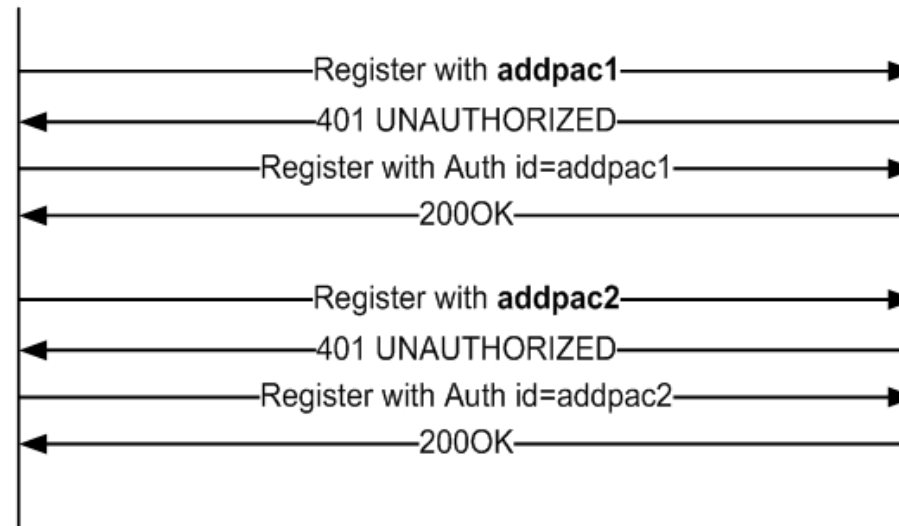 Register with addpac1
401 UNAUTHORIZED
Register with Auth id=addpac1
200OK
Register with addpac2
401 UNAUTHORIZED
Register with Auth id=addpac2
200OK